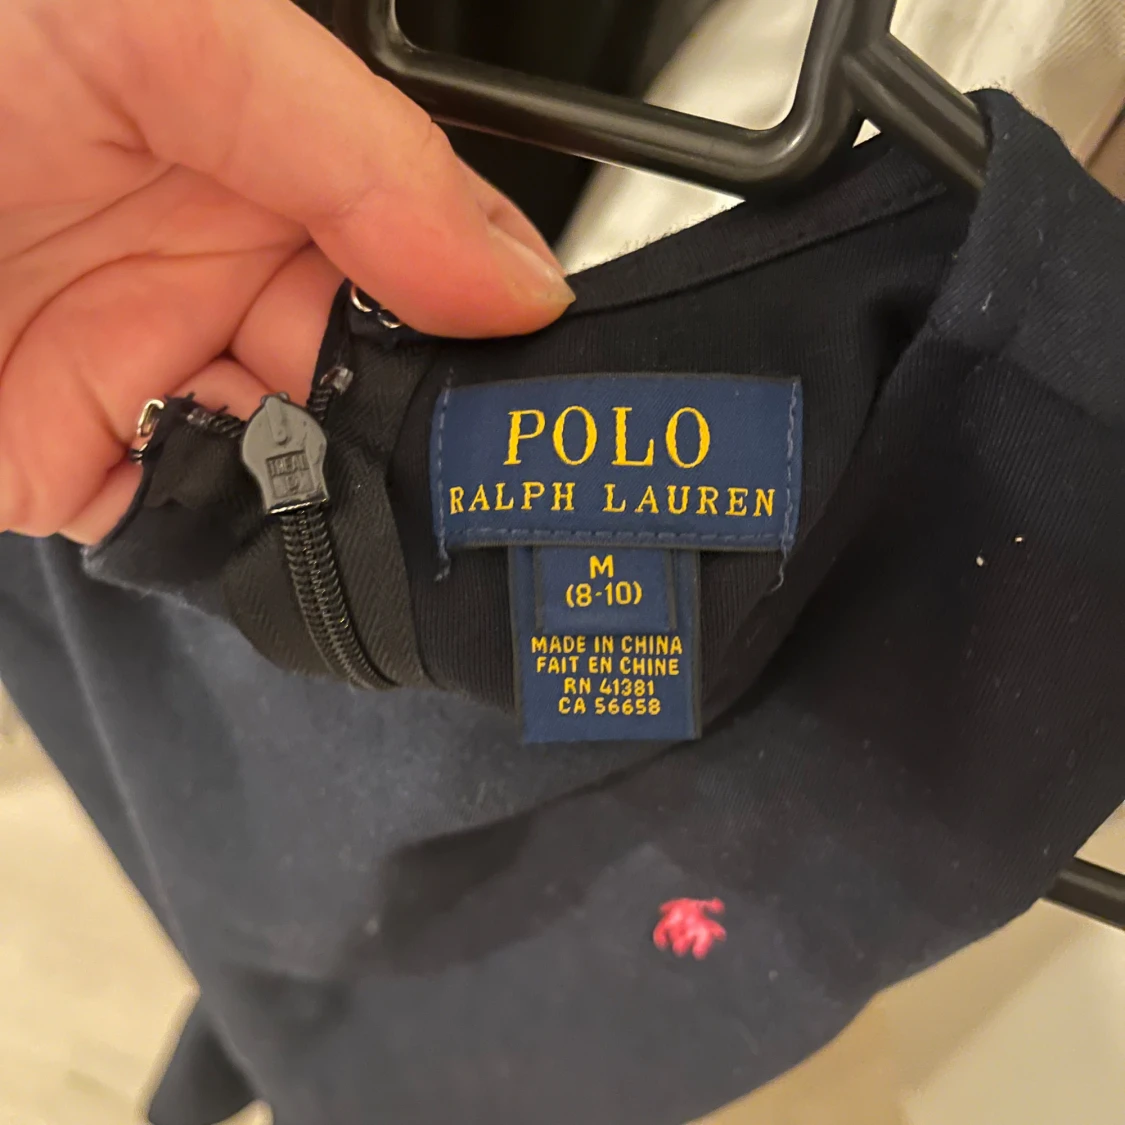 POLO
RALPH LAUREN
M
(8-10)
MADE IN CHINA
FAIT EN CHINE
RN 41381
CA 56658